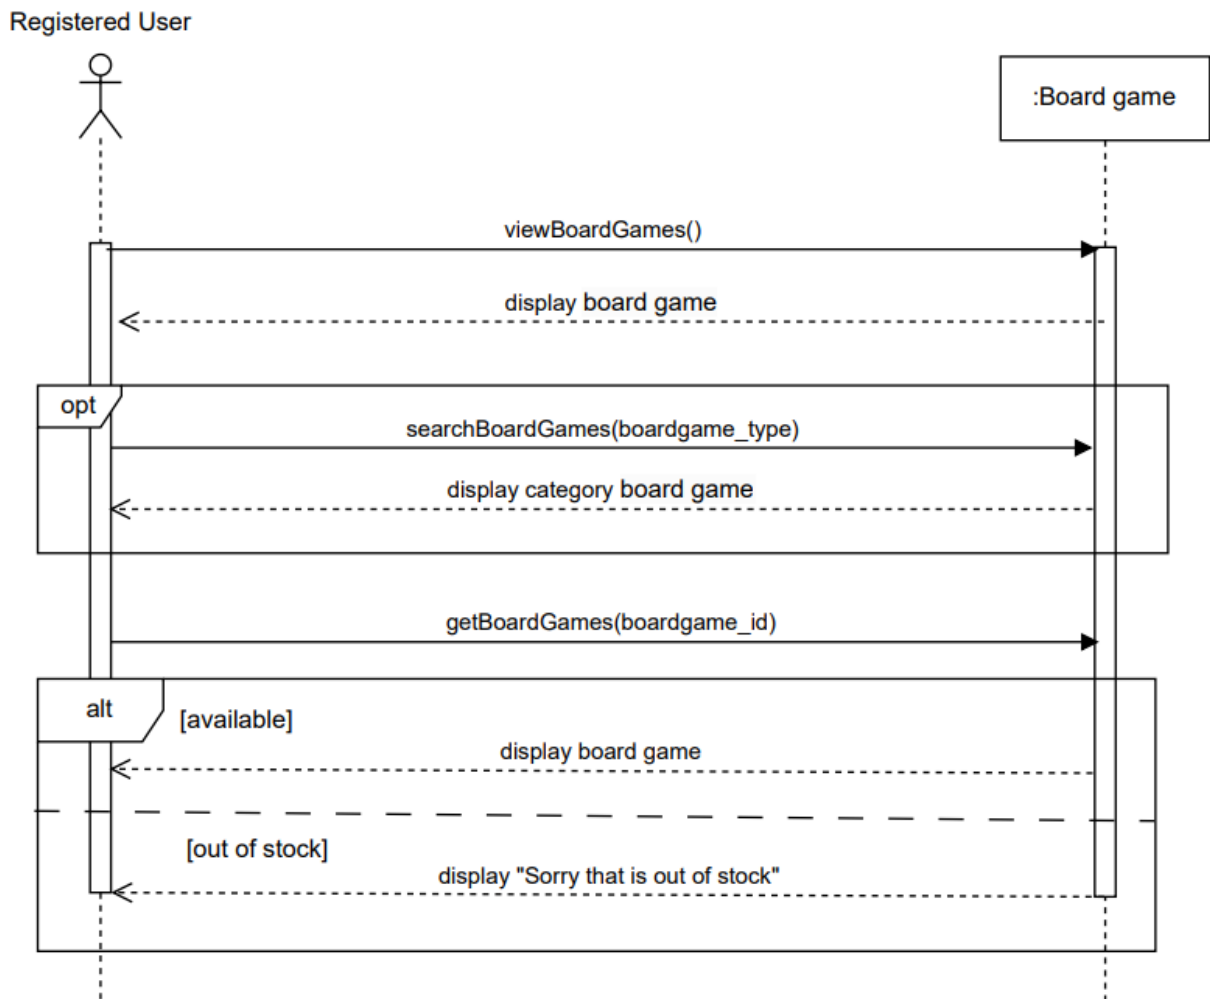 Registered User
:Board game
viewBoardGames()
display board game
opt
searchBoardGames(boardgame_type)
display category board game
getBoardGames(boardgame_id)
alt
[available]
display board game
[out of stock]
display "Sorry that is out of stock"